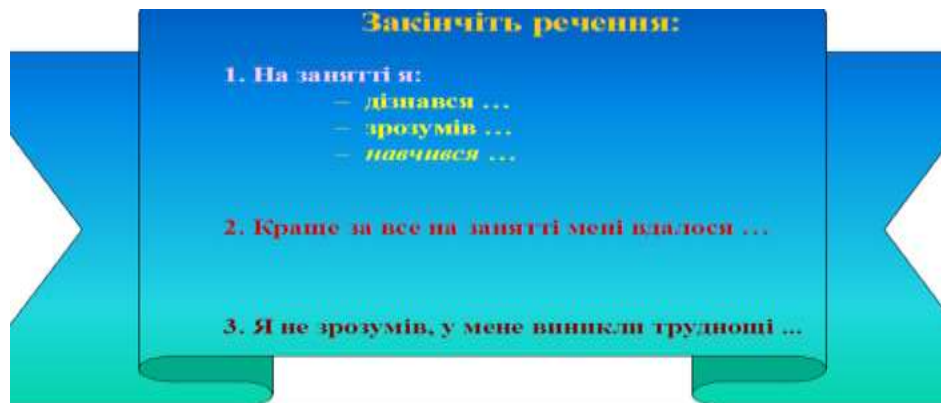 Закінчіть речення:
1. На занятті я:
– дізнався …
– зрозумів …
– навчився …
2. Краще за все на занятті мені вдалося …
3. Я не зрозумів, у мене виникли труднощі ...